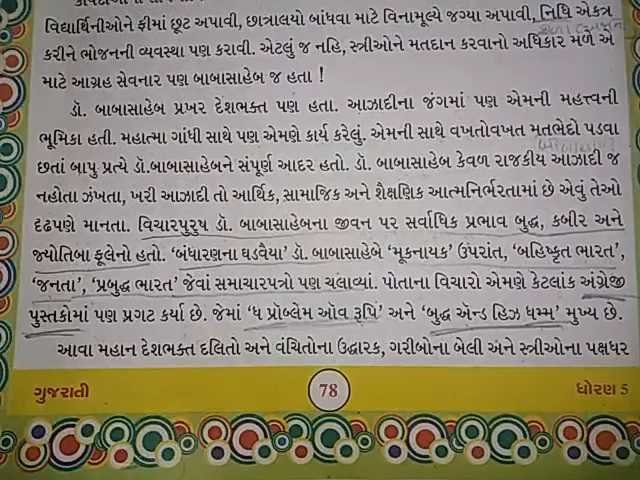 વિદ્યાર્થિનીઓને ફીમાં છૂટ અપાવી, છાત્રાલયો બાંધવા માટે વિનામૂલ્યે જગ્યા અપાવી, નિધિ એકત્ર
કરીને ભોજનની વ્યવસ્થા પણ કરાવી. એટલું જ નહિ, સ્ત્રીઓને મતદાન કરવાનો અધિકાર મળે એ
માટે આગ્રહ સેવનાર પણ બાબાસાહેબ જ હતા !
ડૉ. બાબાસાહેબ પ્રખર દેશભક્ત પણ હતા. આઝાદીના જંગમાં પણ એમની મહત્ત્વની
ભૂમિકા હતી. મહાત્મા ગાંધી સાથે પણ એમણે કાર્ય કરેલું. એમની સાથે વખતોવખત મતભેદો પડવા
છતાં બાપુ પ્રત્યે ડૉ.બાબાસાહેબને સંપૂર્ણ આદર હતો. ડૉ. બાબાસાહેબ કેવળ રાજકીય આઝાદી જ
નહોતા ઝંખતા, ખરી આઝાદી તો આર્થિક, સામાજિક અને શૈક્ષણિક આત્મનિર્ભરતામાં છે એવું તેઓ
દૃઢપણે માનતા. વિચારપુરુષ ડૉ. બાબાસાહેબના જીવન પર સર્વાધિક પ્રભાવ બુદ્ધ, કબીર અને
જ્યોતિબા ફૂલેનો હતો. ‘બંધારણના ઘડવૈયા’ ડૉ. બાબાસાહેબે ‘મૂકનાયક’ ઉપરાંત, ‘બહિષ્કૃત ભારત’,
‘જનતા’, ‘પ્રબુદ્ધ ભારત’ જેવાં સમાચારપત્રો પણ ચલાવ્યાં. પોતાના વિચારો એમણે કેટલાંક અંગ્રેજી
પુસ્તકોમાં પણ પ્રગટ કર્યા છે. જેમાં ‘ધ પ્રૉબ્લેમ ઑવ રૂપિ’ અને ‘બુદ્ધ ઍન્ડ હિઝ ધમ્મ’ મુખ્ય છે.
આવા મહાન દેશભક્ત દલિતો અને વંચિતોના ઉદ્ધારક, ગરીબોના બેલી અને સ્ત્રીઓના પક્ષધર
ગુજરાતી
78
ધોરણ 5